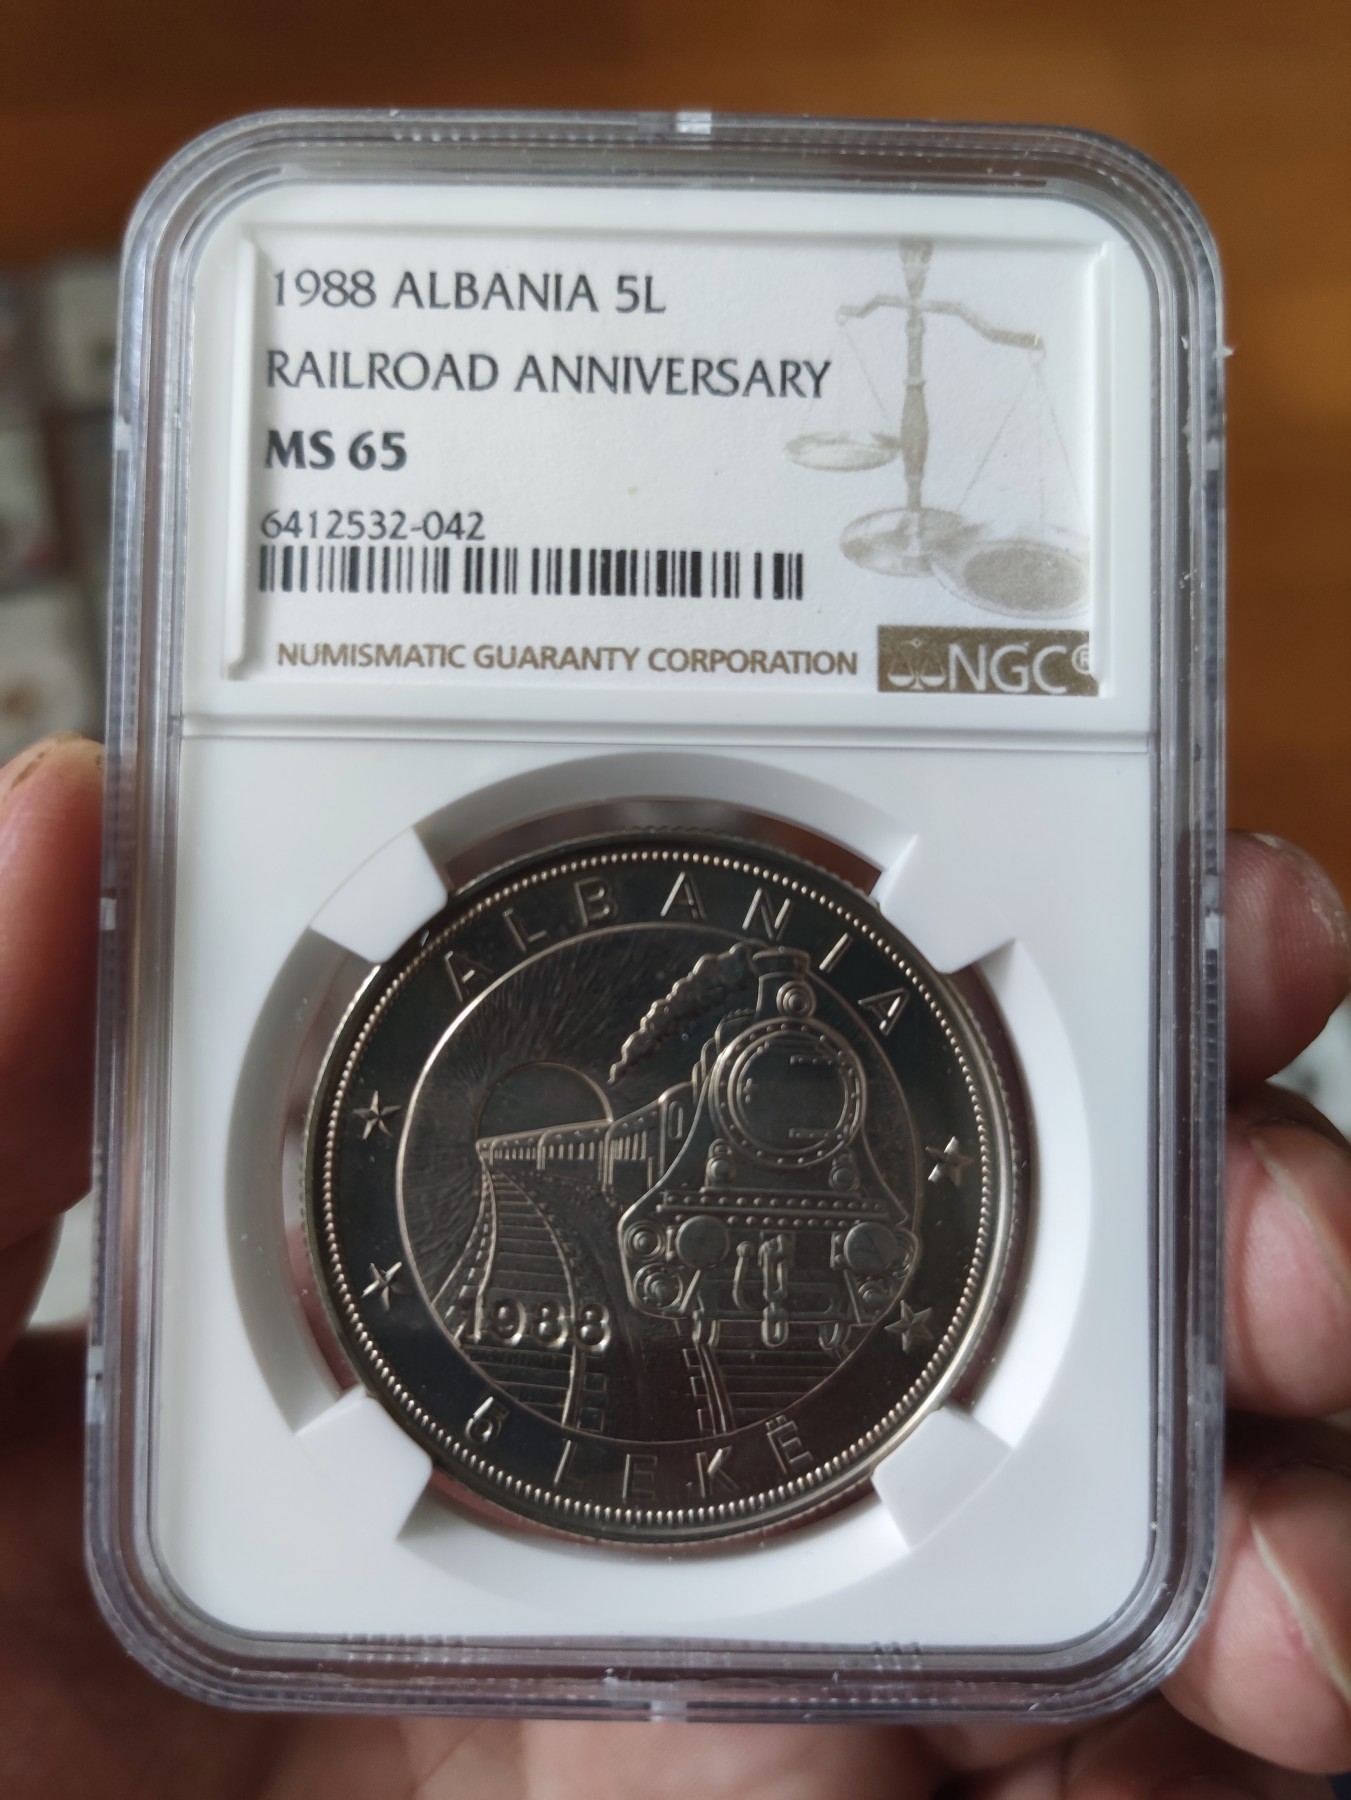 1988 ALBANIA 5L
RAILROAD ANNIVERSARY
MS 65
6412532-042
NUMISMATIC GUARANTY CORPORATION NGC®
ALBANIA
1988
5 LEKË